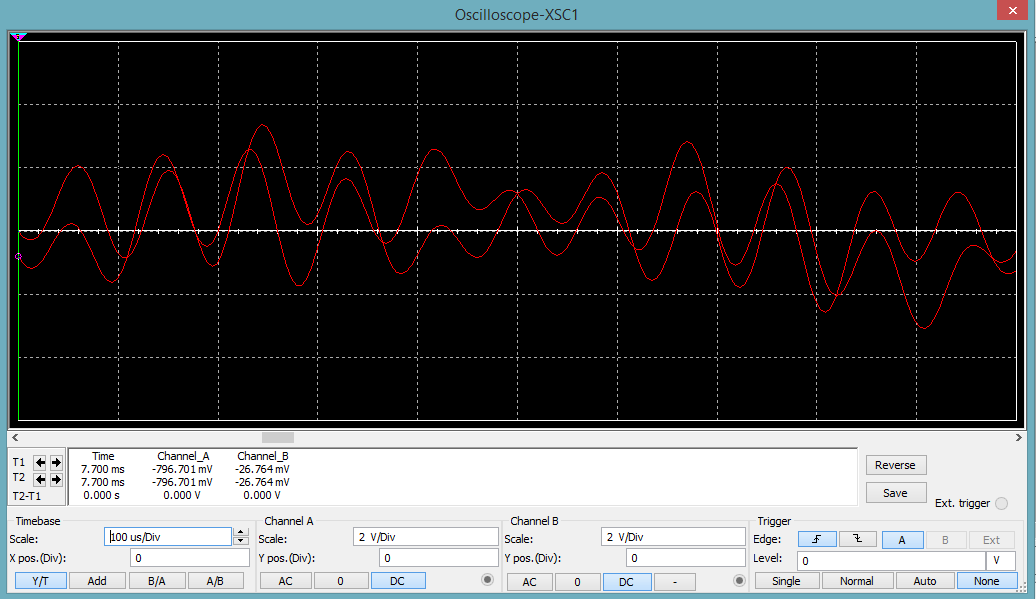 Oscilloscope-XSC1
Time Channel_A Channel_B
T1 7.700 ms -796.701 mV -26.764 mV
T2 7.700 ms -796.701 mV -26.764 mV
T2-T1 0.000 s 0.000 V 0.000 V
Reverse
Save
Ext. trigger
Timebase
Scale: 100 us/Div
X pos.(Div): 0
Y/T Add B/A A/B
Channel A
Scale: 2 V/Div
Y pos.(Div): 0
AC 0 DC
Channel B
Scale: 2 V/Div
Y pos.(Div): 0
AC 0 DC -
Trigger
Edge: A B Ext
Level: 0 V
Single Normal Auto None